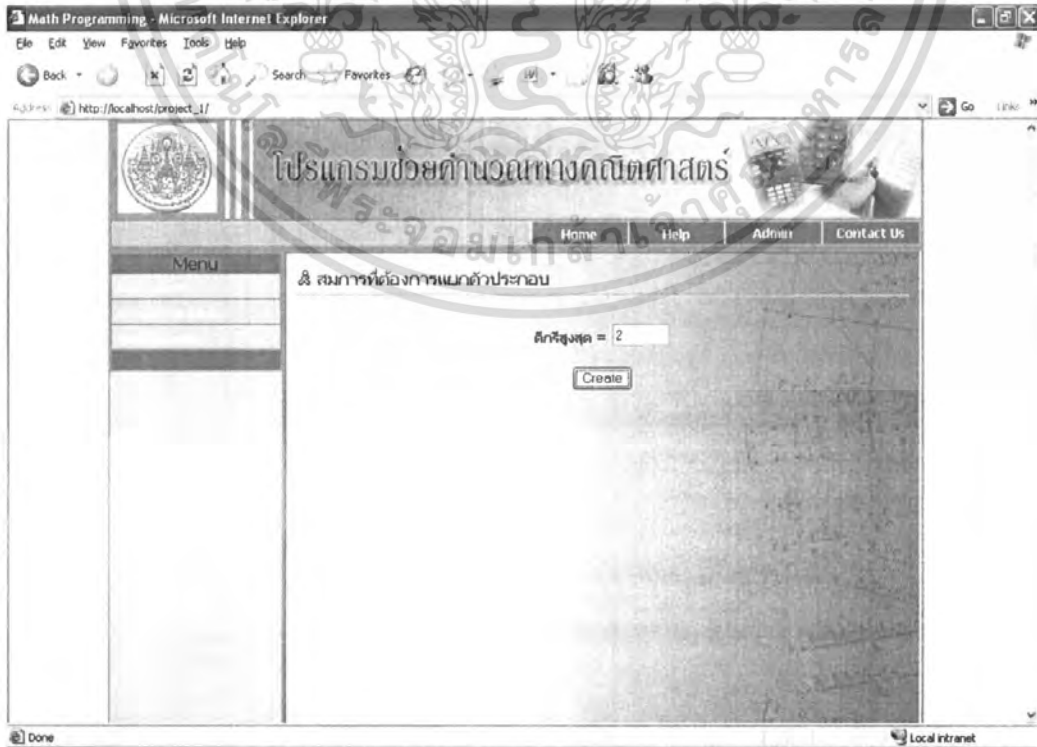 Math Programming - Microsoft Internet Explorer
File Edit View Favorites Tools Help
Back Search Favorites
Address http://localhost/project_1/ Go Links
โปรแกรมช่วยคำนวณทางคณิตศาสตร์
Home Help Admin Contact Us
Menu
สมการที่ต้องการแยกตัวประกอบ
ดีกรีสูงสุด = 2
Create
Done Local intranet